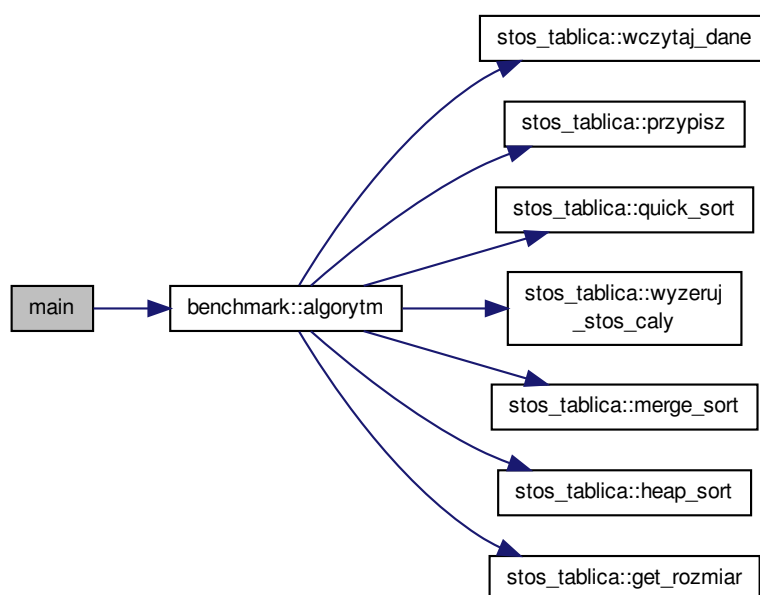 main
benchmark::algorytm
stos_tablica::wczytaj_dane
stos_tablica::przypisz
stos_tablica::quick_sort
stos_tablica::wyzeruj
_stos_caly
stos_tablica::merge_sort
stos_tablica::heap_sort
stos_tablica::get_rozmiar